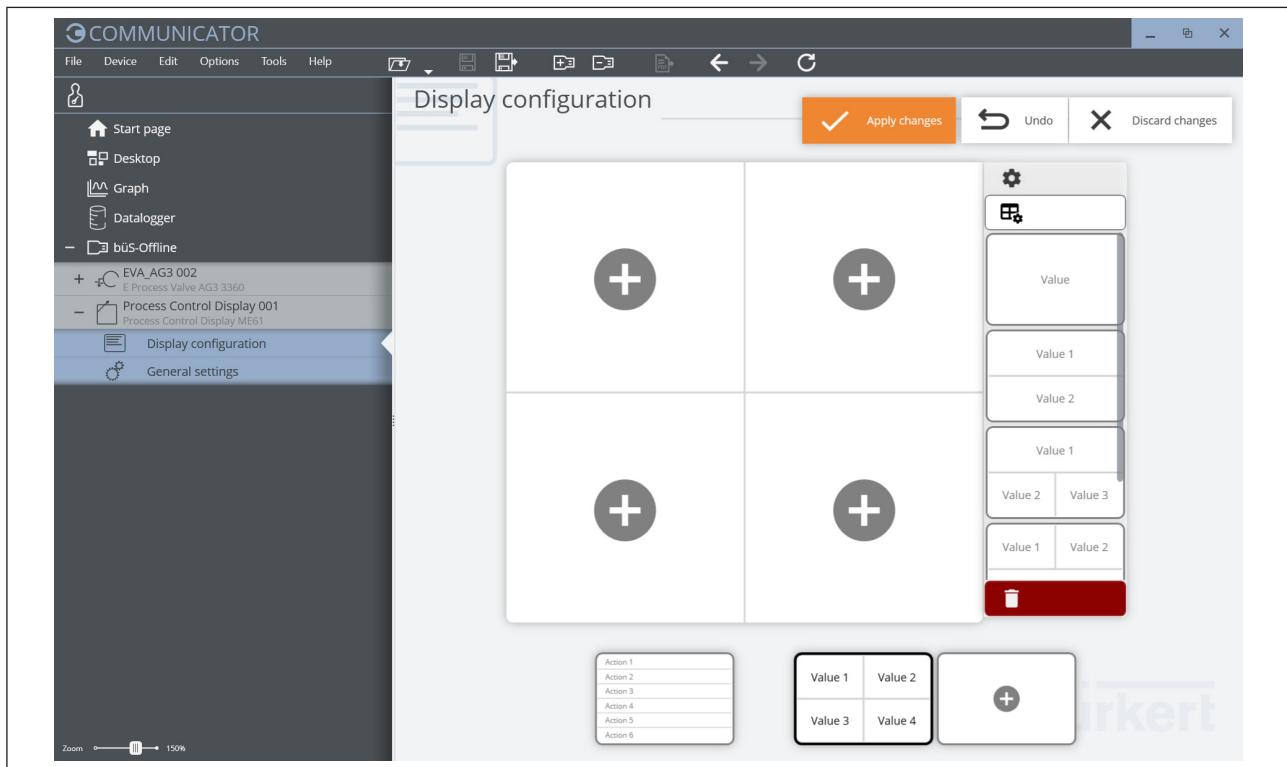 COMMUNICATOR
File Device Edit Options Tools Help
Display configuration
Apply changes
Undo
Discard changes
Start page
Desktop
Graph
Datalogger
büS-Offline
EVA_AG3 002
E Process Valve AG3 3360
Process Control Display 001
Process Control Display ME61
Display configuration
General settings
Value
Value 1
Value 2
Value 1
Value 2 Value 3
Value 1 Value 2
Action 1
Action 2
Action 3
Action 4
Action 5
Action 6
Value 1 Value 2
Value 3 Value 4
Zoom 150%